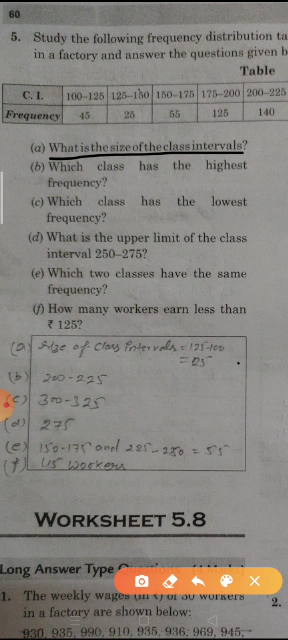 60
5. Study the following frequency distribution ta
in a factory and answer the questions given b
Table
C. I. 100–125 125–150 150–175 175–200 200–225
Frequency 45 25 55 125 140
(a) What is the size of the class intervals?
(b) Which class has the highest
frequency?
(c) Which class has the lowest
frequency?
(d) What is the upper limit of the class
interval 250–275?
(e) Which two classes have the same
frequency?
(f) How many workers earn less than
₹ 125?
(a) Size of Class Intervals = 125-100
= 25
(b) 200-225
(c) 300-325
(d) 275
(e) 150-175 and 225-250 = 55
(f) 45 workers
WORKSHEET 5.8
Long Answer Type
1. The weekly wages (in ₹) of 30 workers
in a factory are shown below:
2.
930, 935, 990, 910, 935, 936, 969, 945,